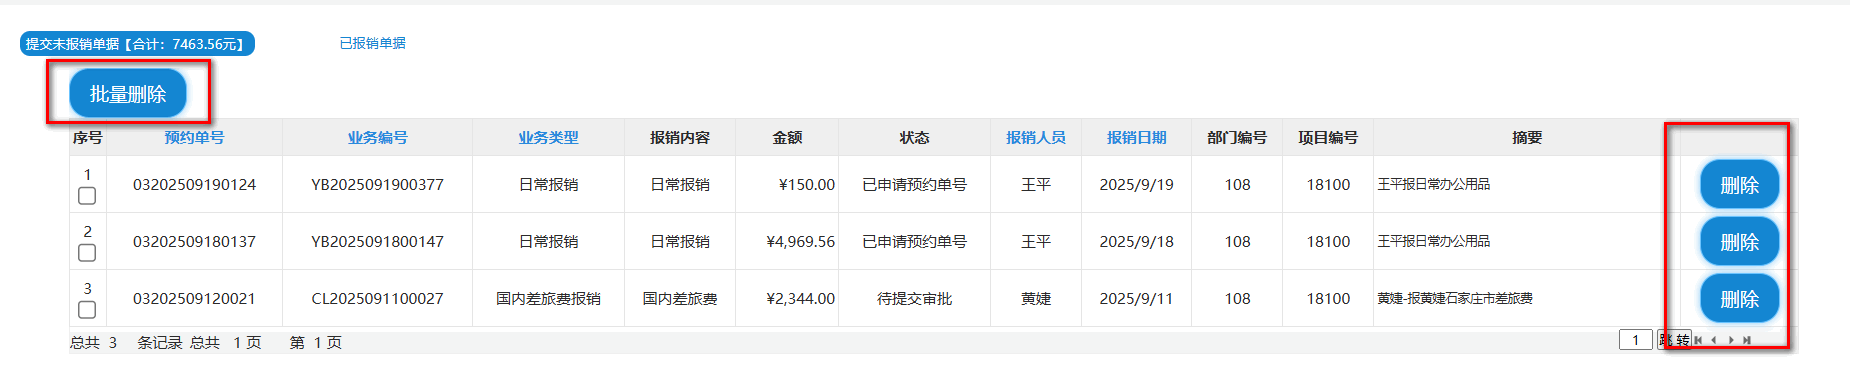 提交未报销单据【合计：7463.56元】 已报销单据
批量删除
序号 预约单号 业务编号 业务类型 报销内容 金额 状态 报销人员 报销日期 部门编号 项目编号 摘要
1 03202509190124 YB2025091900377 日常报销 日常报销 ¥150.00 已申请预约单号 王平 2025/9/19 108 18100 王平报日常办公用品 删除
2 03202509180137 YB2025091800147 日常报销 日常报销 ¥4,969.56 已申请预约单号 王平 2025/9/18 108 18100 王平报日常办公用品 删除
3 03202509120021 CL2025091100027 国内差旅费报销 国内差旅费 ¥2,344.00 待提交审批 黄婕 2025/9/11 108 18100 黄婕-报黄婕石家庄市差旅费 删除
总共 3 条记录 总共 1 页 第 1 页 1 跳 转